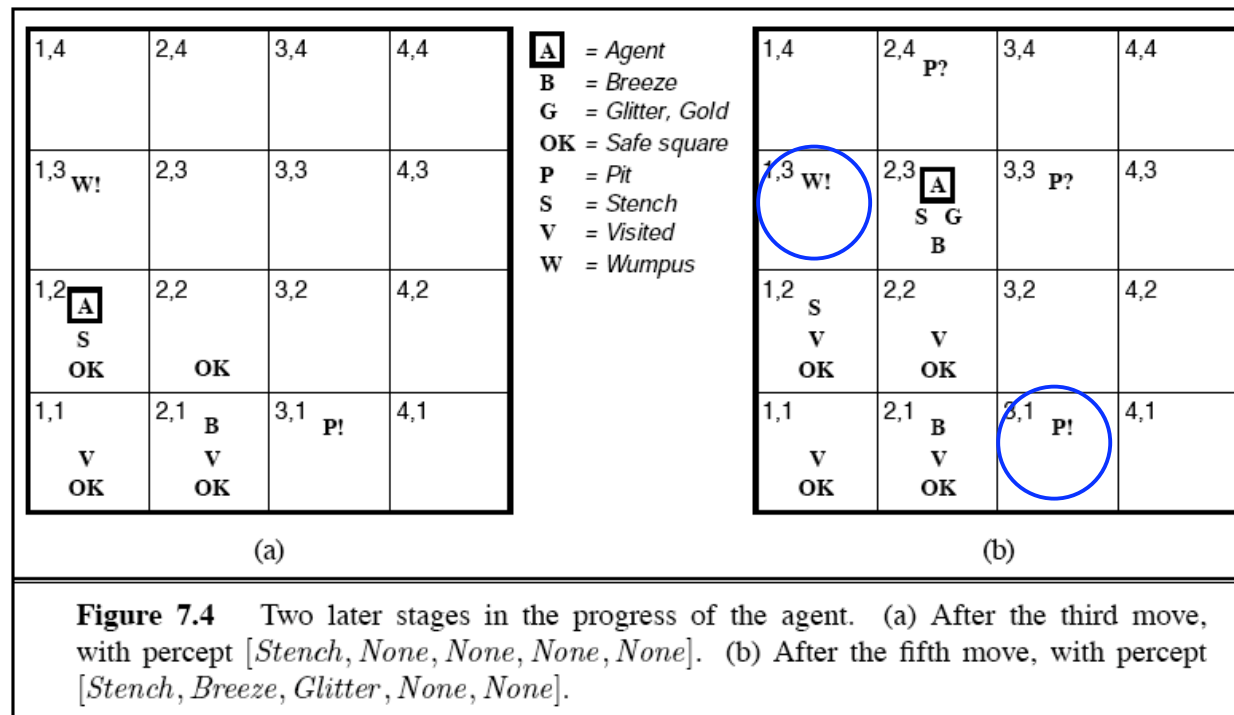 1,4 2,4 3,4 4,4
1,3 W! 2,3 3,3 4,3
1,2 A 2,2 3,2 4,2
S
OK OK
1,1 2,1 B 3,1 P! 4,1
V V
OK OK
(a)
A = Agent
B = Breeze
G = Glitter, Gold
OK = Safe square
P = Pit
S = Stench
V = Visited
W = Wumpus
1,4 2,4 P? 3,4 4,4
1,3 W! 2,3 A 3,3 P? 4,3
S G
B
1,2 S 2,2 3,2 4,2
V V
OK OK
1,1 2,1 B 3,1 P! 4,1
V V
OK OK
(b)
Figure 7.4 Two later stages in the progress of the agent. (a) After the third move,
with percept [Stench, None, None, None, None]. (b) After the fifth move, with percept
[Stench, Breeze, Glitter, None, None].